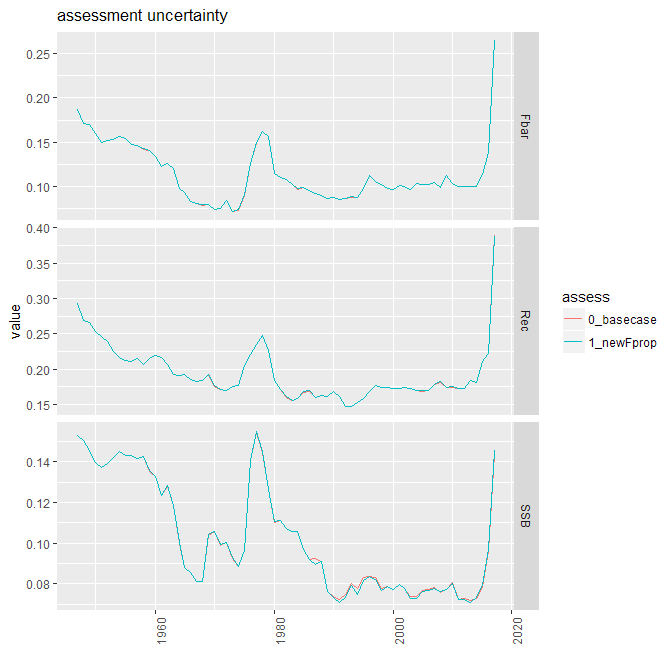 assessment uncertainty
0.25
0.20
0.15
0.10
Fbar
0.40
0.35
0.30
0.25
0.20
0.15
Rec
value
0.14
0.12
0.10
0.08
SSB
1960
1980
2000
2020
assess
0_basecase
1_newFprop